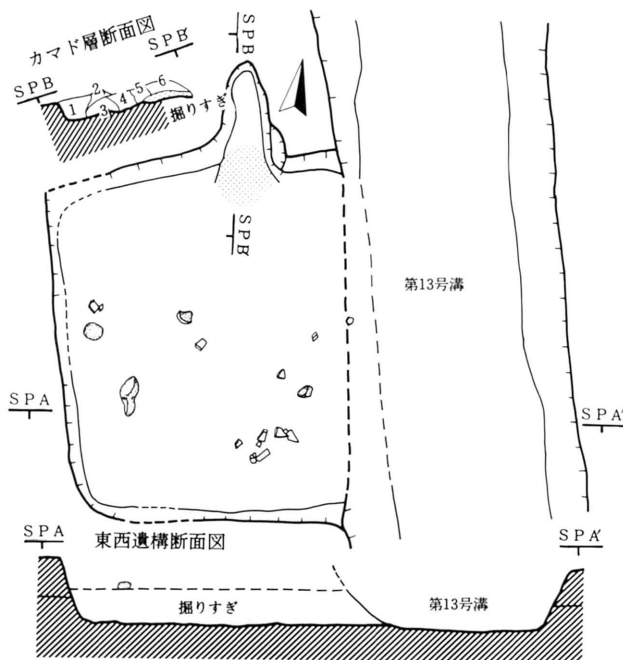 カマド層断面図
SPB
SPB'
SPB
1 2 3 4 5 6
掘りすぎ
SPB'
第13号溝
SPA
SPA'
SPA
東西遺構断面図
SPA'
掘りすぎ
第13号溝